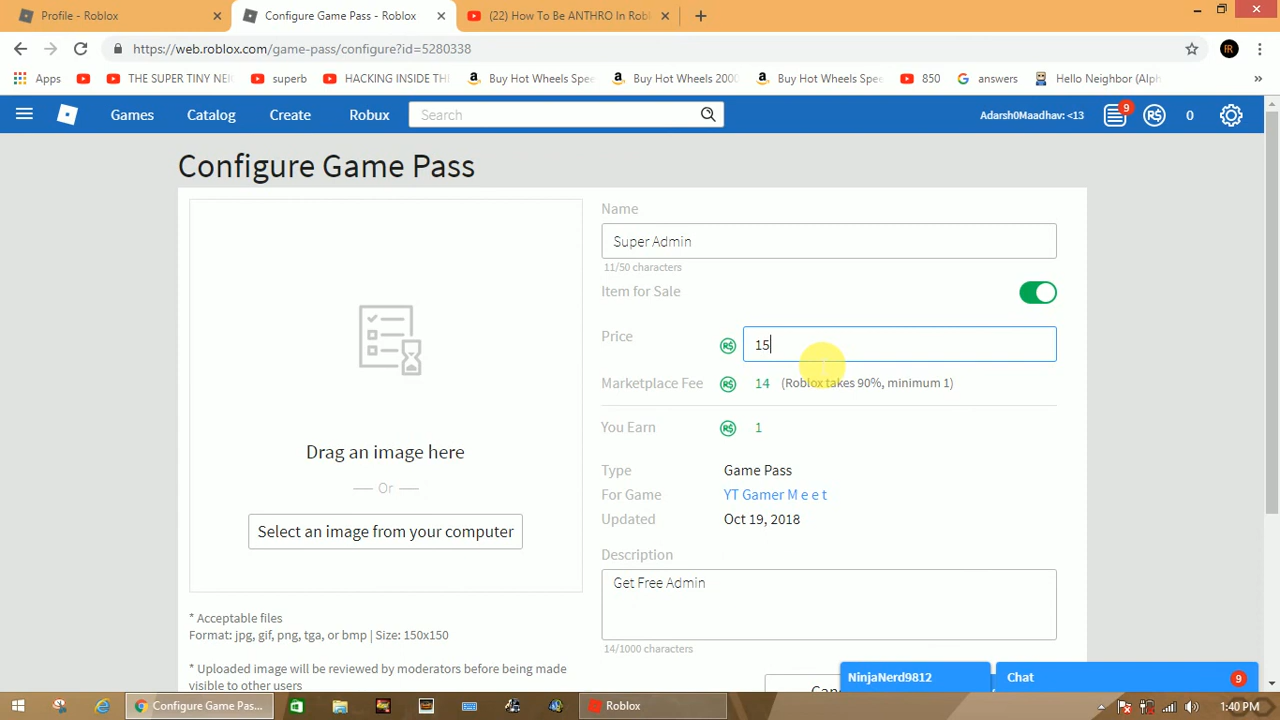 Profile - Roblox
Configure Game Pass - Roblox
(22) How To Be ANTHRO In Rob
https://web.roblox.com/game-pass/configure?id=5280338
Apps
THE SUPER TINY NEI
superb
HACKING INSIDE TH
Buy Hot Wheels Spee
Buy Hot Wheels 2000
Buy Hot Wheels Spee
850
answers
Hello Neighbor (Alph
Games
Catalog
Create
Robux
Search
Adarsh0Maadhav: <13
9
R$
0
Configure Game Pass
Drag an image here
Or
Select an image from your computer
* Acceptable files
Format: jpg, gif, png, tga, or bmp | Size: 150x150
* Uploaded image will be reviewed by moderators before being made
visible to other users
Name
Super Admin
11/50 characters
Item for Sale
Price R$ 15
Marketplace Fee R$ 14 (Roblox takes 90%, minimum 1)
You Earn R$ 1
Type Game Pass
For Game YT Gamer M e e t
Updated Oct 19, 2018
Description
Get Free Admin
14/1000 characters
NinjaNerd9812
Chat 9
Configure Game Pas...
Roblox
1:40 PM